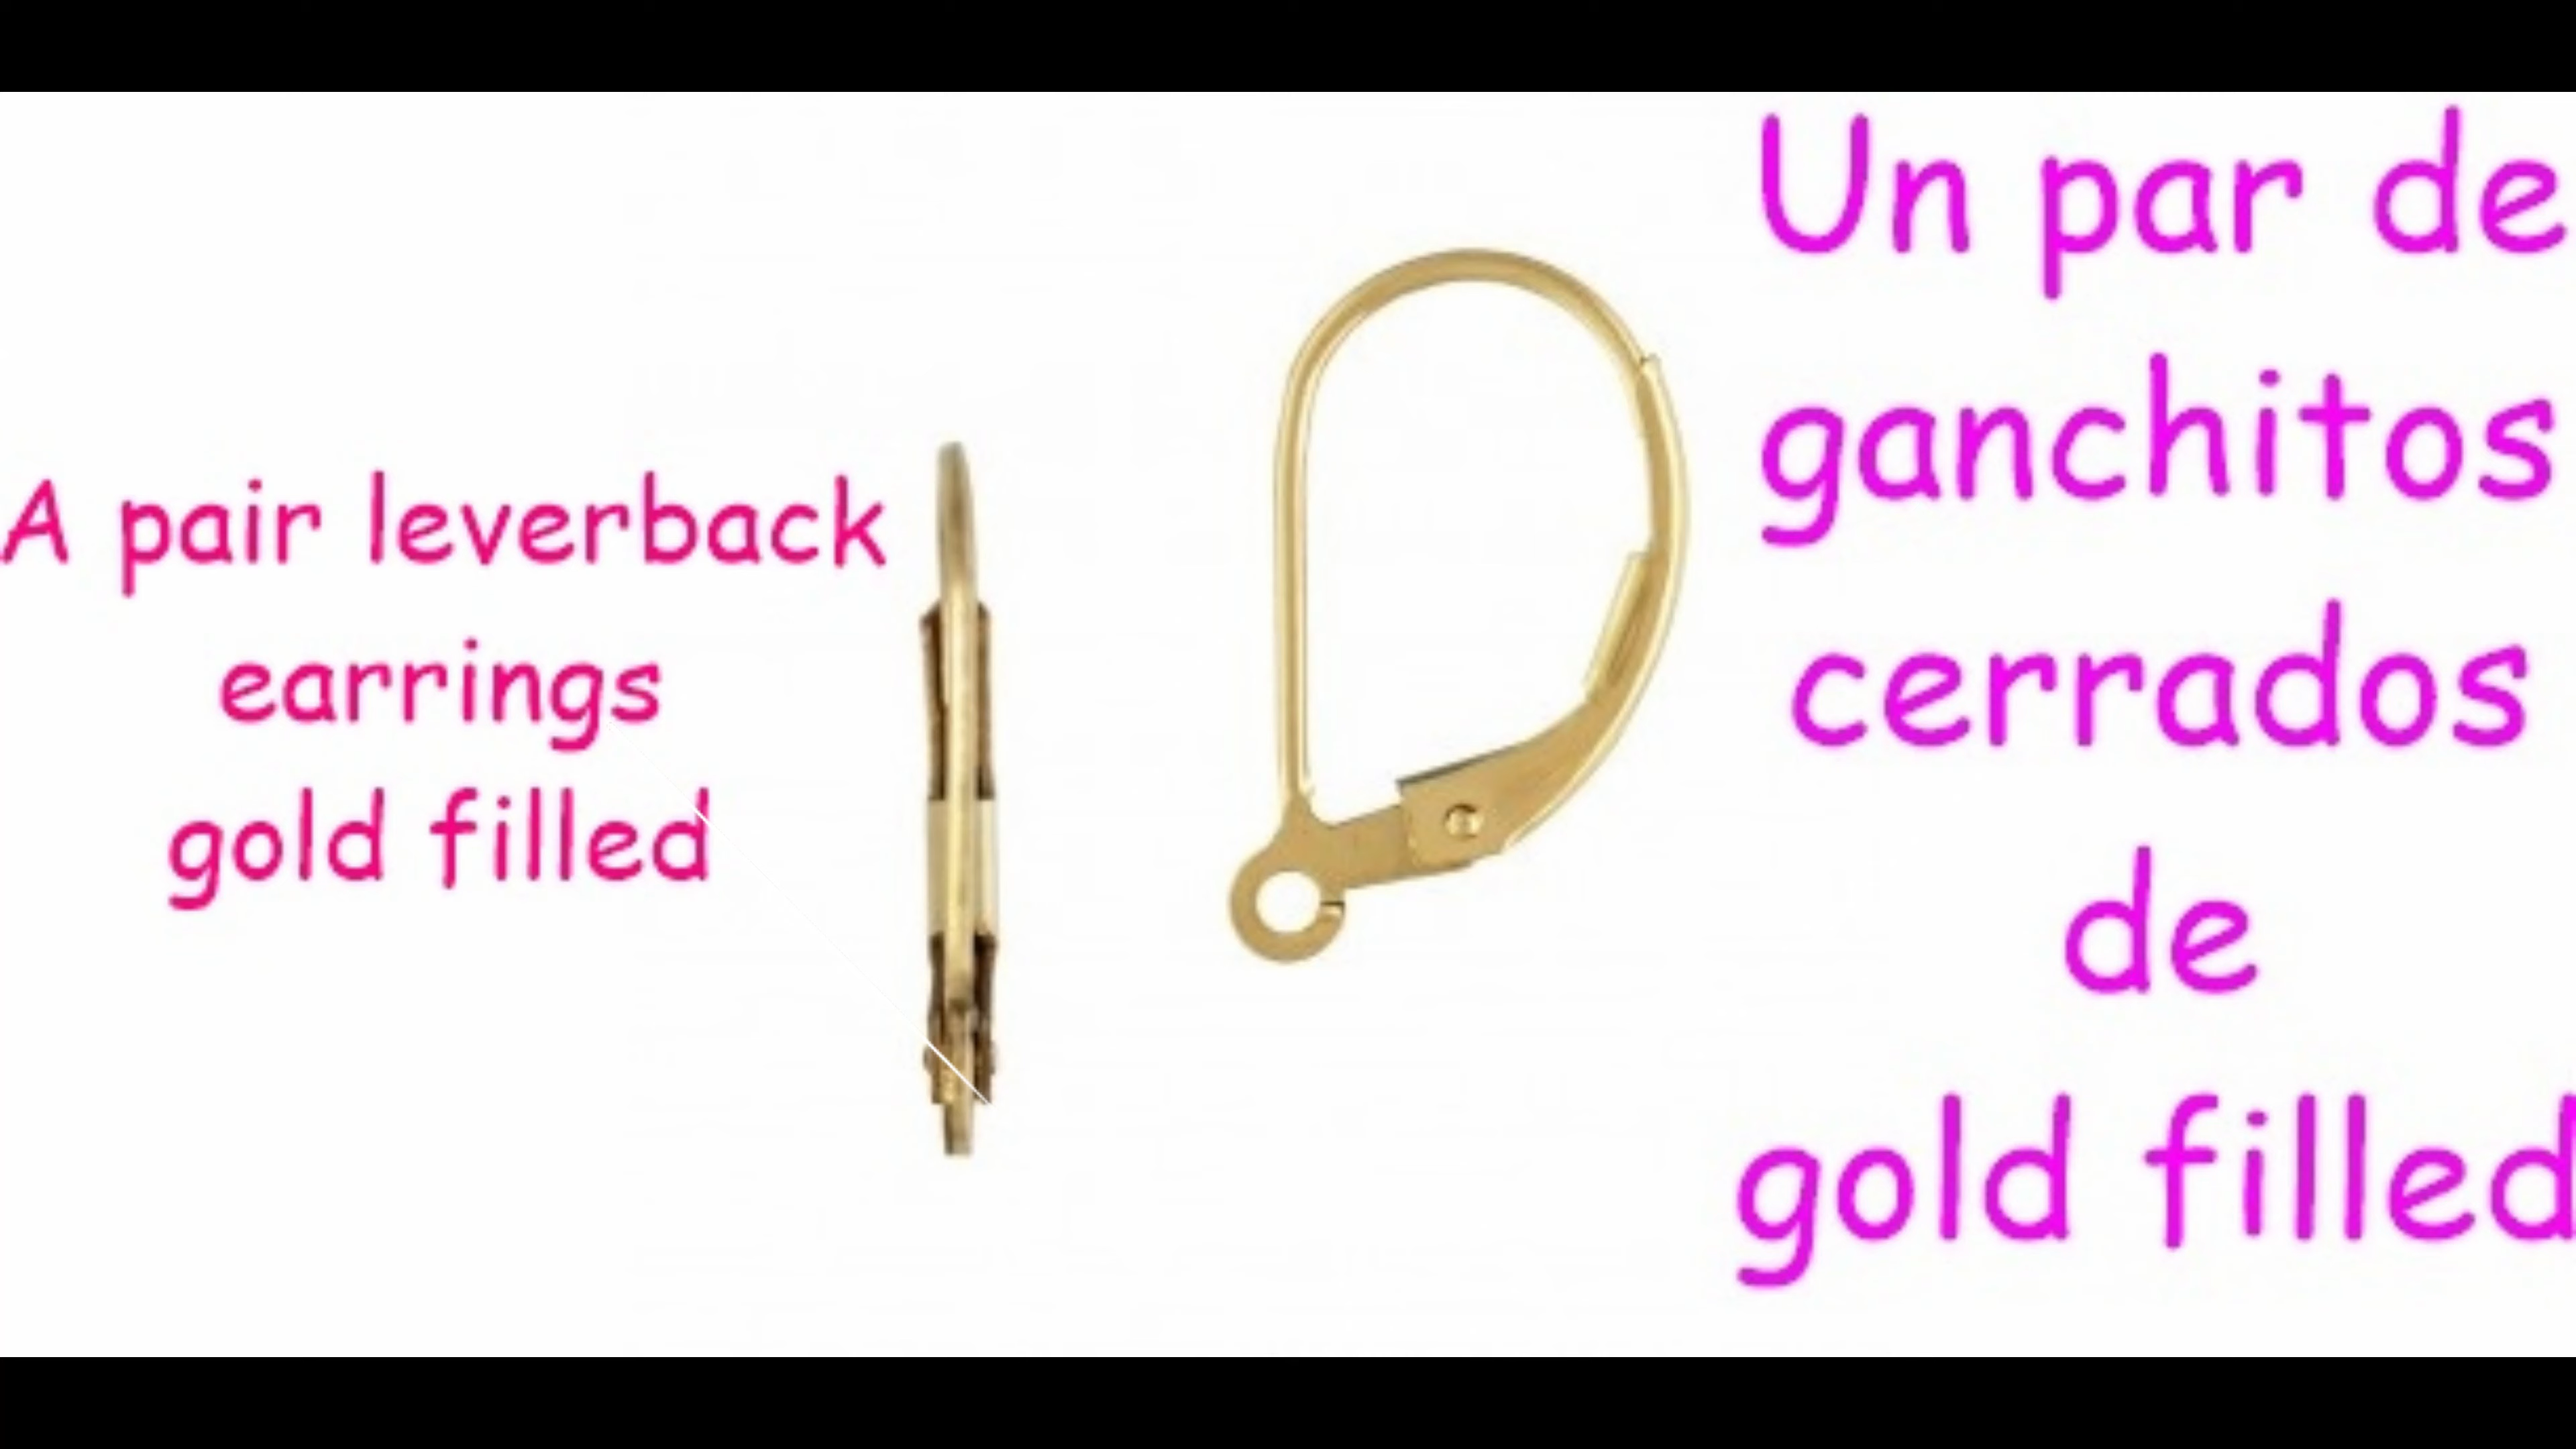 A pair leverback
earrings
gold filled
Un par de
ganchitos
cerrados
de
gold filled